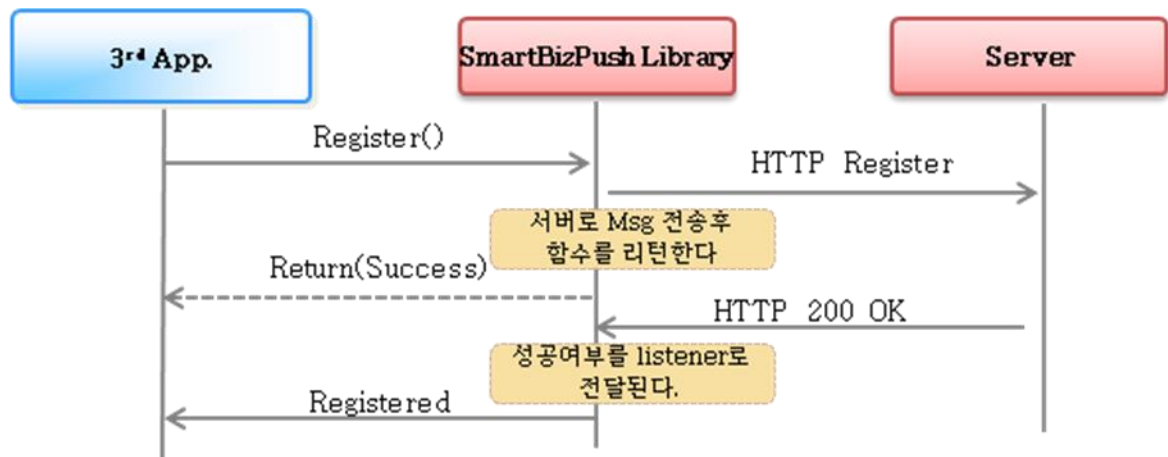 3rd App.
SmartBizPush Library
Server
Register()
HTTP Register
서버로 Msg 전송후
함수를 리턴한다
Return(Success)
HTTP 200 OK
성공여부를 listener로
전달된다.
Registered